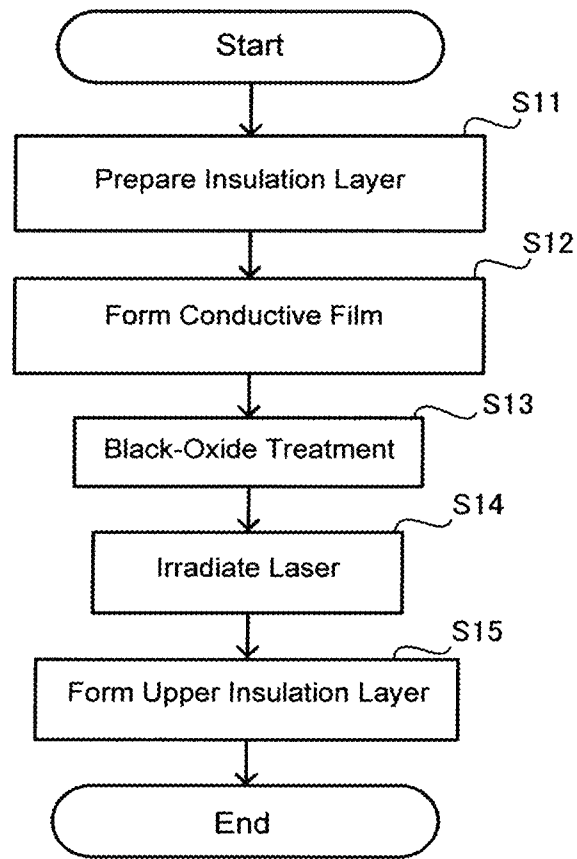 Start
S11
Prepare Insulation Layer
S12
Form Conductive Film
S13
Black-Oxide Treatment
S14
Irradiate Laser
S15
Form Upper Insulation Layer
End